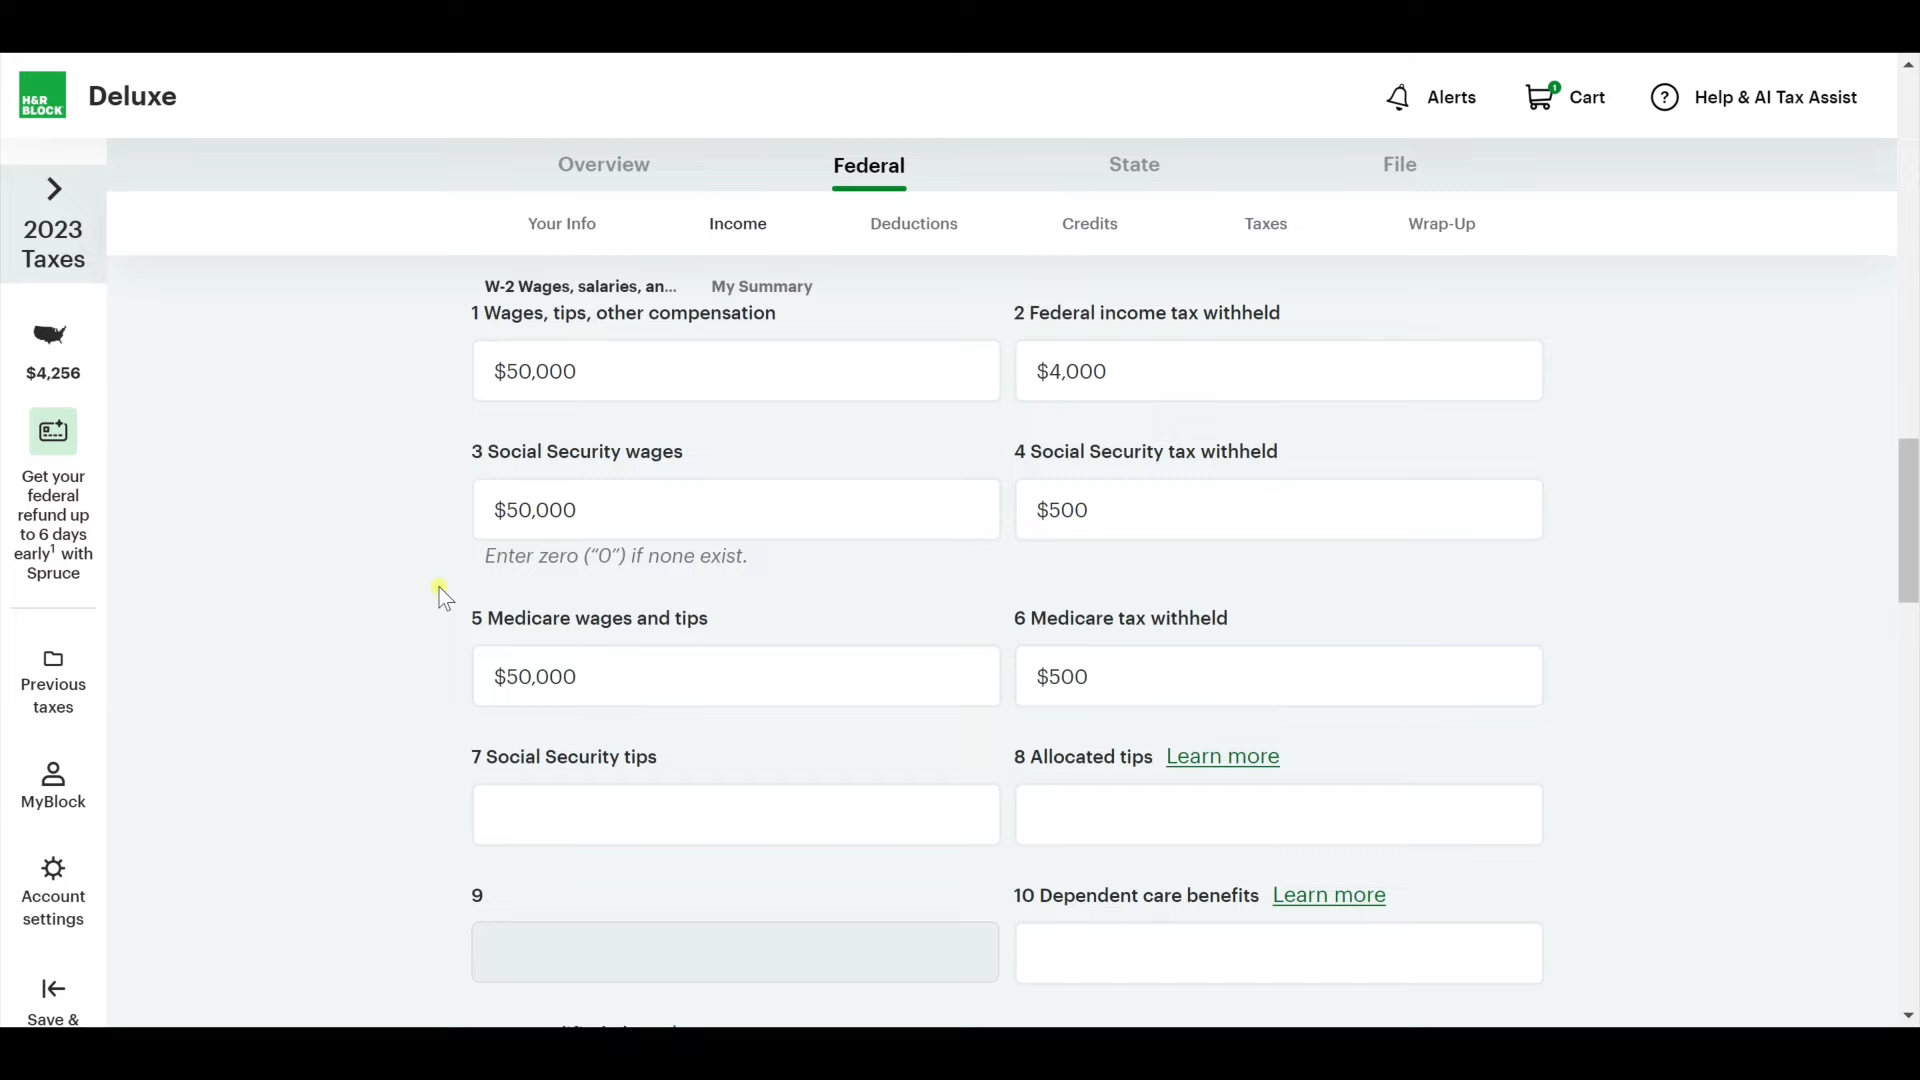 H&R
BLOCK
Deluxe
Alerts
1
Cart
? Help & AI Tax Assist
Overview
Federal
State
File
2023
Taxes
Your Info
Income
Deductions
Credits
Taxes
Wrap-Up
$4,256
Get your
federal
refund up
to 6 days
early1 with
Spruce
Previous
taxes
MyBlock
Account
settings
Save &
W-2 Wages, salaries, an...
My Summary
1 Wages, tips, other compensation
2 Federal income tax withheld
$50,000
$4,000
3 Social Security wages
4 Social Security tax withheld
$50,000
$500
Enter zero (“0”) if none exist.
5 Medicare wages and tips
6 Medicare tax withheld
$50,000
$500
7 Social Security tips
8 Allocated tips Learn more
9
10 Dependent care benefits Learn more